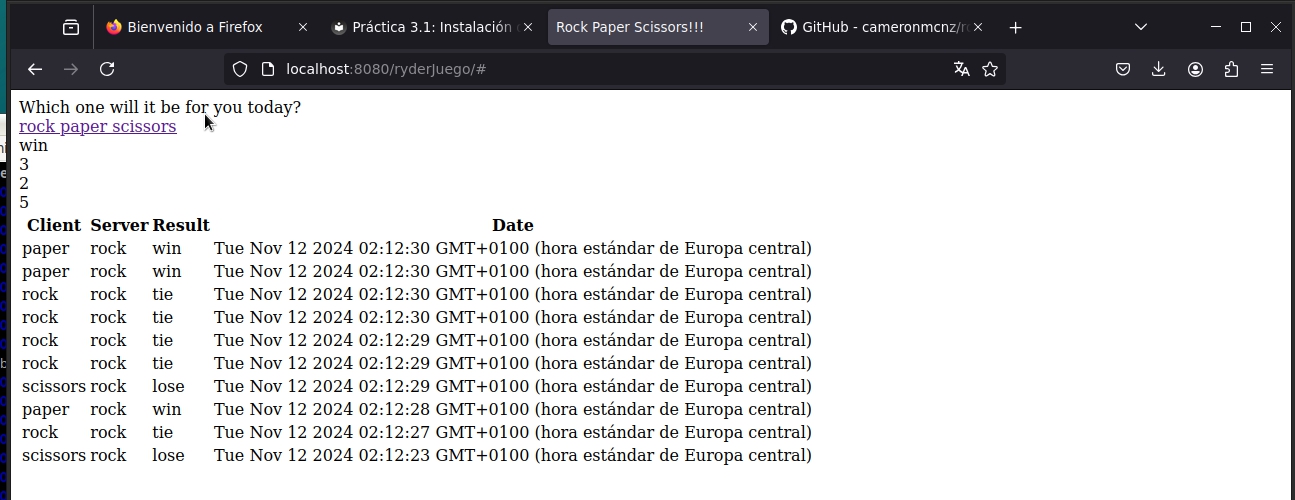 Bienvenido a Firefox
Práctica 3.1: Instalación
Rock Paper Scissors!!!
GitHub - cameronmcnz/ro
localhost:8080/ryderJuego/#
Which one will it be for you today?
rock paper scissors
win
3
2
5
Client Server Result Date
paper rock win Tue Nov 12 2024 02:12:30 GMT+0100 (hora estándar de Europa central)
paper rock win Tue Nov 12 2024 02:12:30 GMT+0100 (hora estándar de Europa central)
rock rock tie Tue Nov 12 2024 02:12:30 GMT+0100 (hora estándar de Europa central)
rock rock tie Tue Nov 12 2024 02:12:30 GMT+0100 (hora estándar de Europa central)
rock rock tie Tue Nov 12 2024 02:12:29 GMT+0100 (hora estándar de Europa central)
rock rock tie Tue Nov 12 2024 02:12:29 GMT+0100 (hora estándar de Europa central)
scissors rock lose Tue Nov 12 2024 02:12:29 GMT+0100 (hora estándar de Europa central)
paper rock win Tue Nov 12 2024 02:12:28 GMT+0100 (hora estándar de Europa central)
rock rock tie Tue Nov 12 2024 02:12:27 GMT+0100 (hora estándar de Europa central)
scissors rock lose Tue Nov 12 2024 02:12:23 GMT+0100 (hora estándar de Europa central)